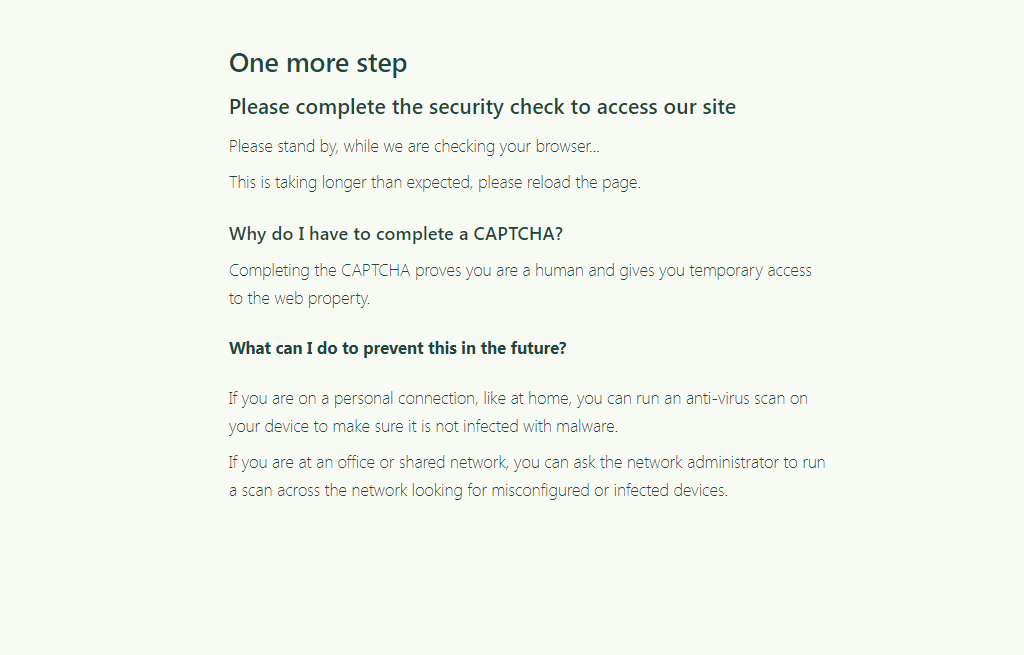 One more step
Please complete the security check to access our site
Please stand by, while we are checking your browser...
This is taking longer than expected, please reload the page.
Why do I have to complete a CAPTCHA?
Completing the CAPTCHA proves you are a human and gives you temporary access
to the web property.
What can I do to prevent this in the future?
If you are on a personal connection, like at home, you can run an anti-virus scan on
your device to make sure it is not infected with malware.
If you are at an office or shared network, you can ask the network administrator to run
a scan across the network looking for misconfigured or infected devices.